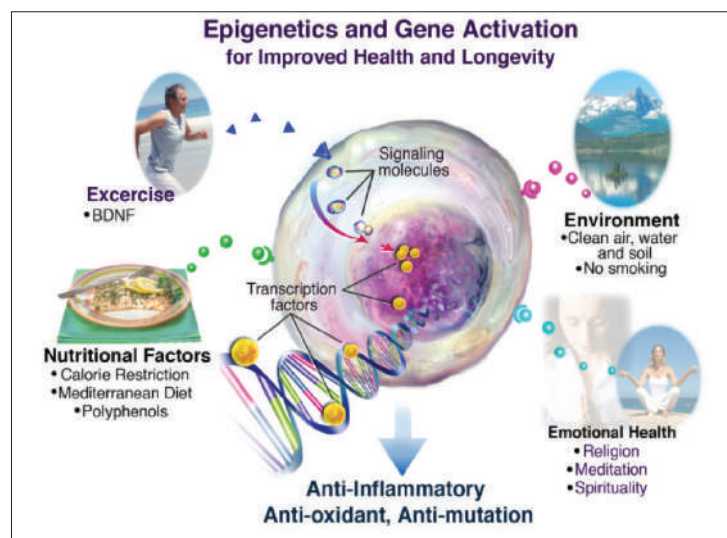 Epigenetics and Gene Activation
for Improved Health and Longevity
Excercise
•BDNF
Signaling
molecules
Environment
•Clean air, water
and soil
•No smoking
Transcription
factors
Nutritional Factors
•Calorie Restriction
•Mediterranean Diet
•Polyphenols
Emotional Health
•Religion
•Meditation
•Spirituality
Anti-Inflammatory
Anti-oxidant, Anti-mutation